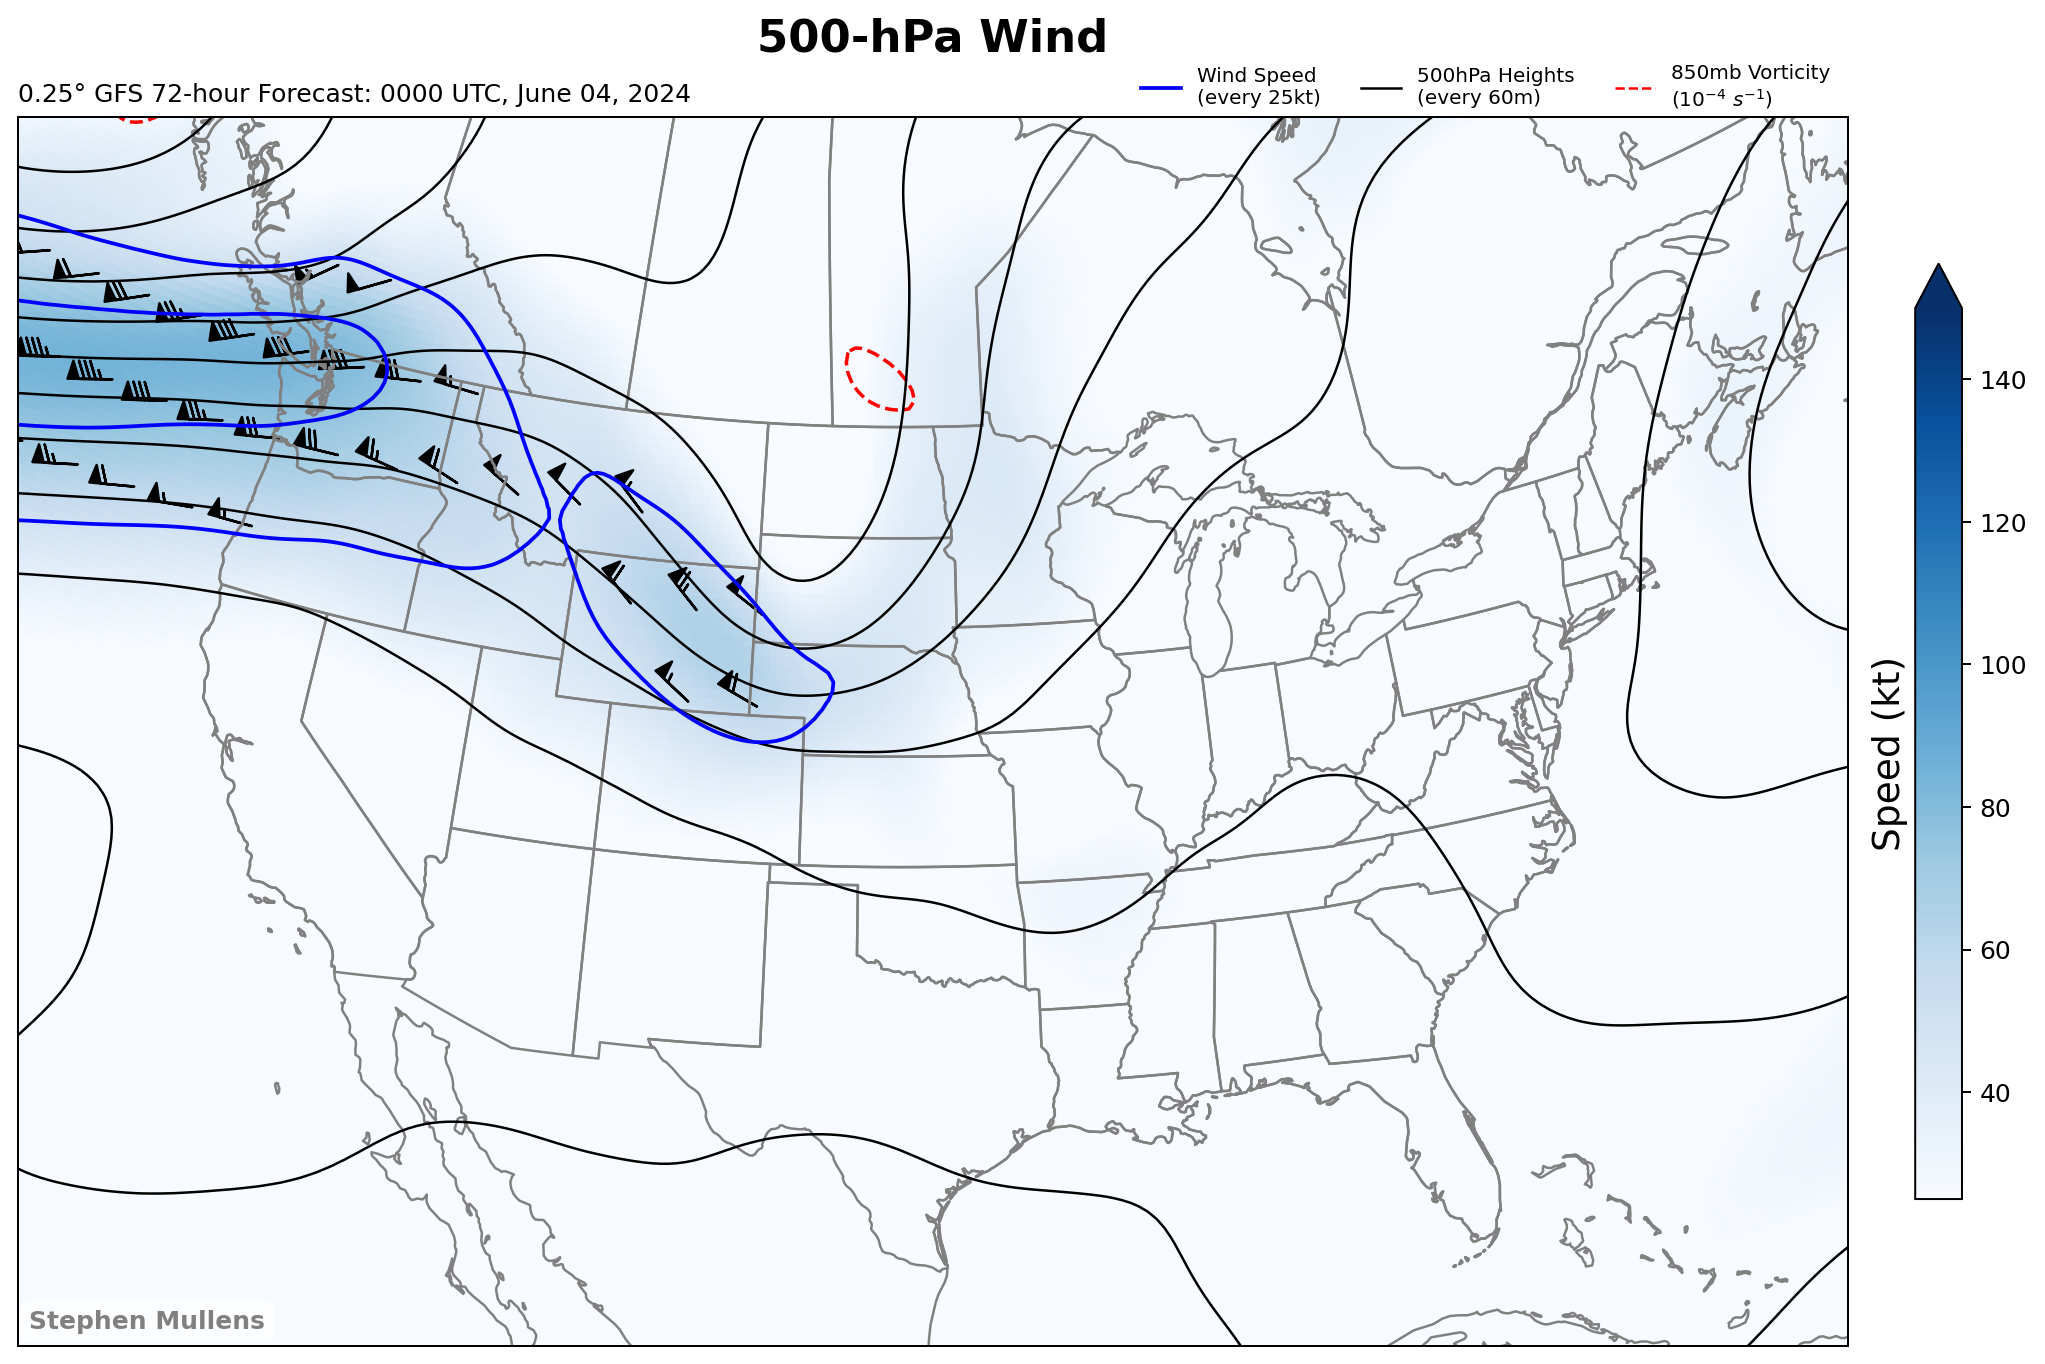 500-hPa Wind
0.25° GFS 72-hour Forecast: 0000 UTC, June 04, 2024
Wind Speed
(every 25kt)
500hPa Heights
(every 60m)
850mb Vorticity
(10⁻⁴ s⁻¹)
140
120
100
80
60
40
Speed (kt)
Stephen Mullens